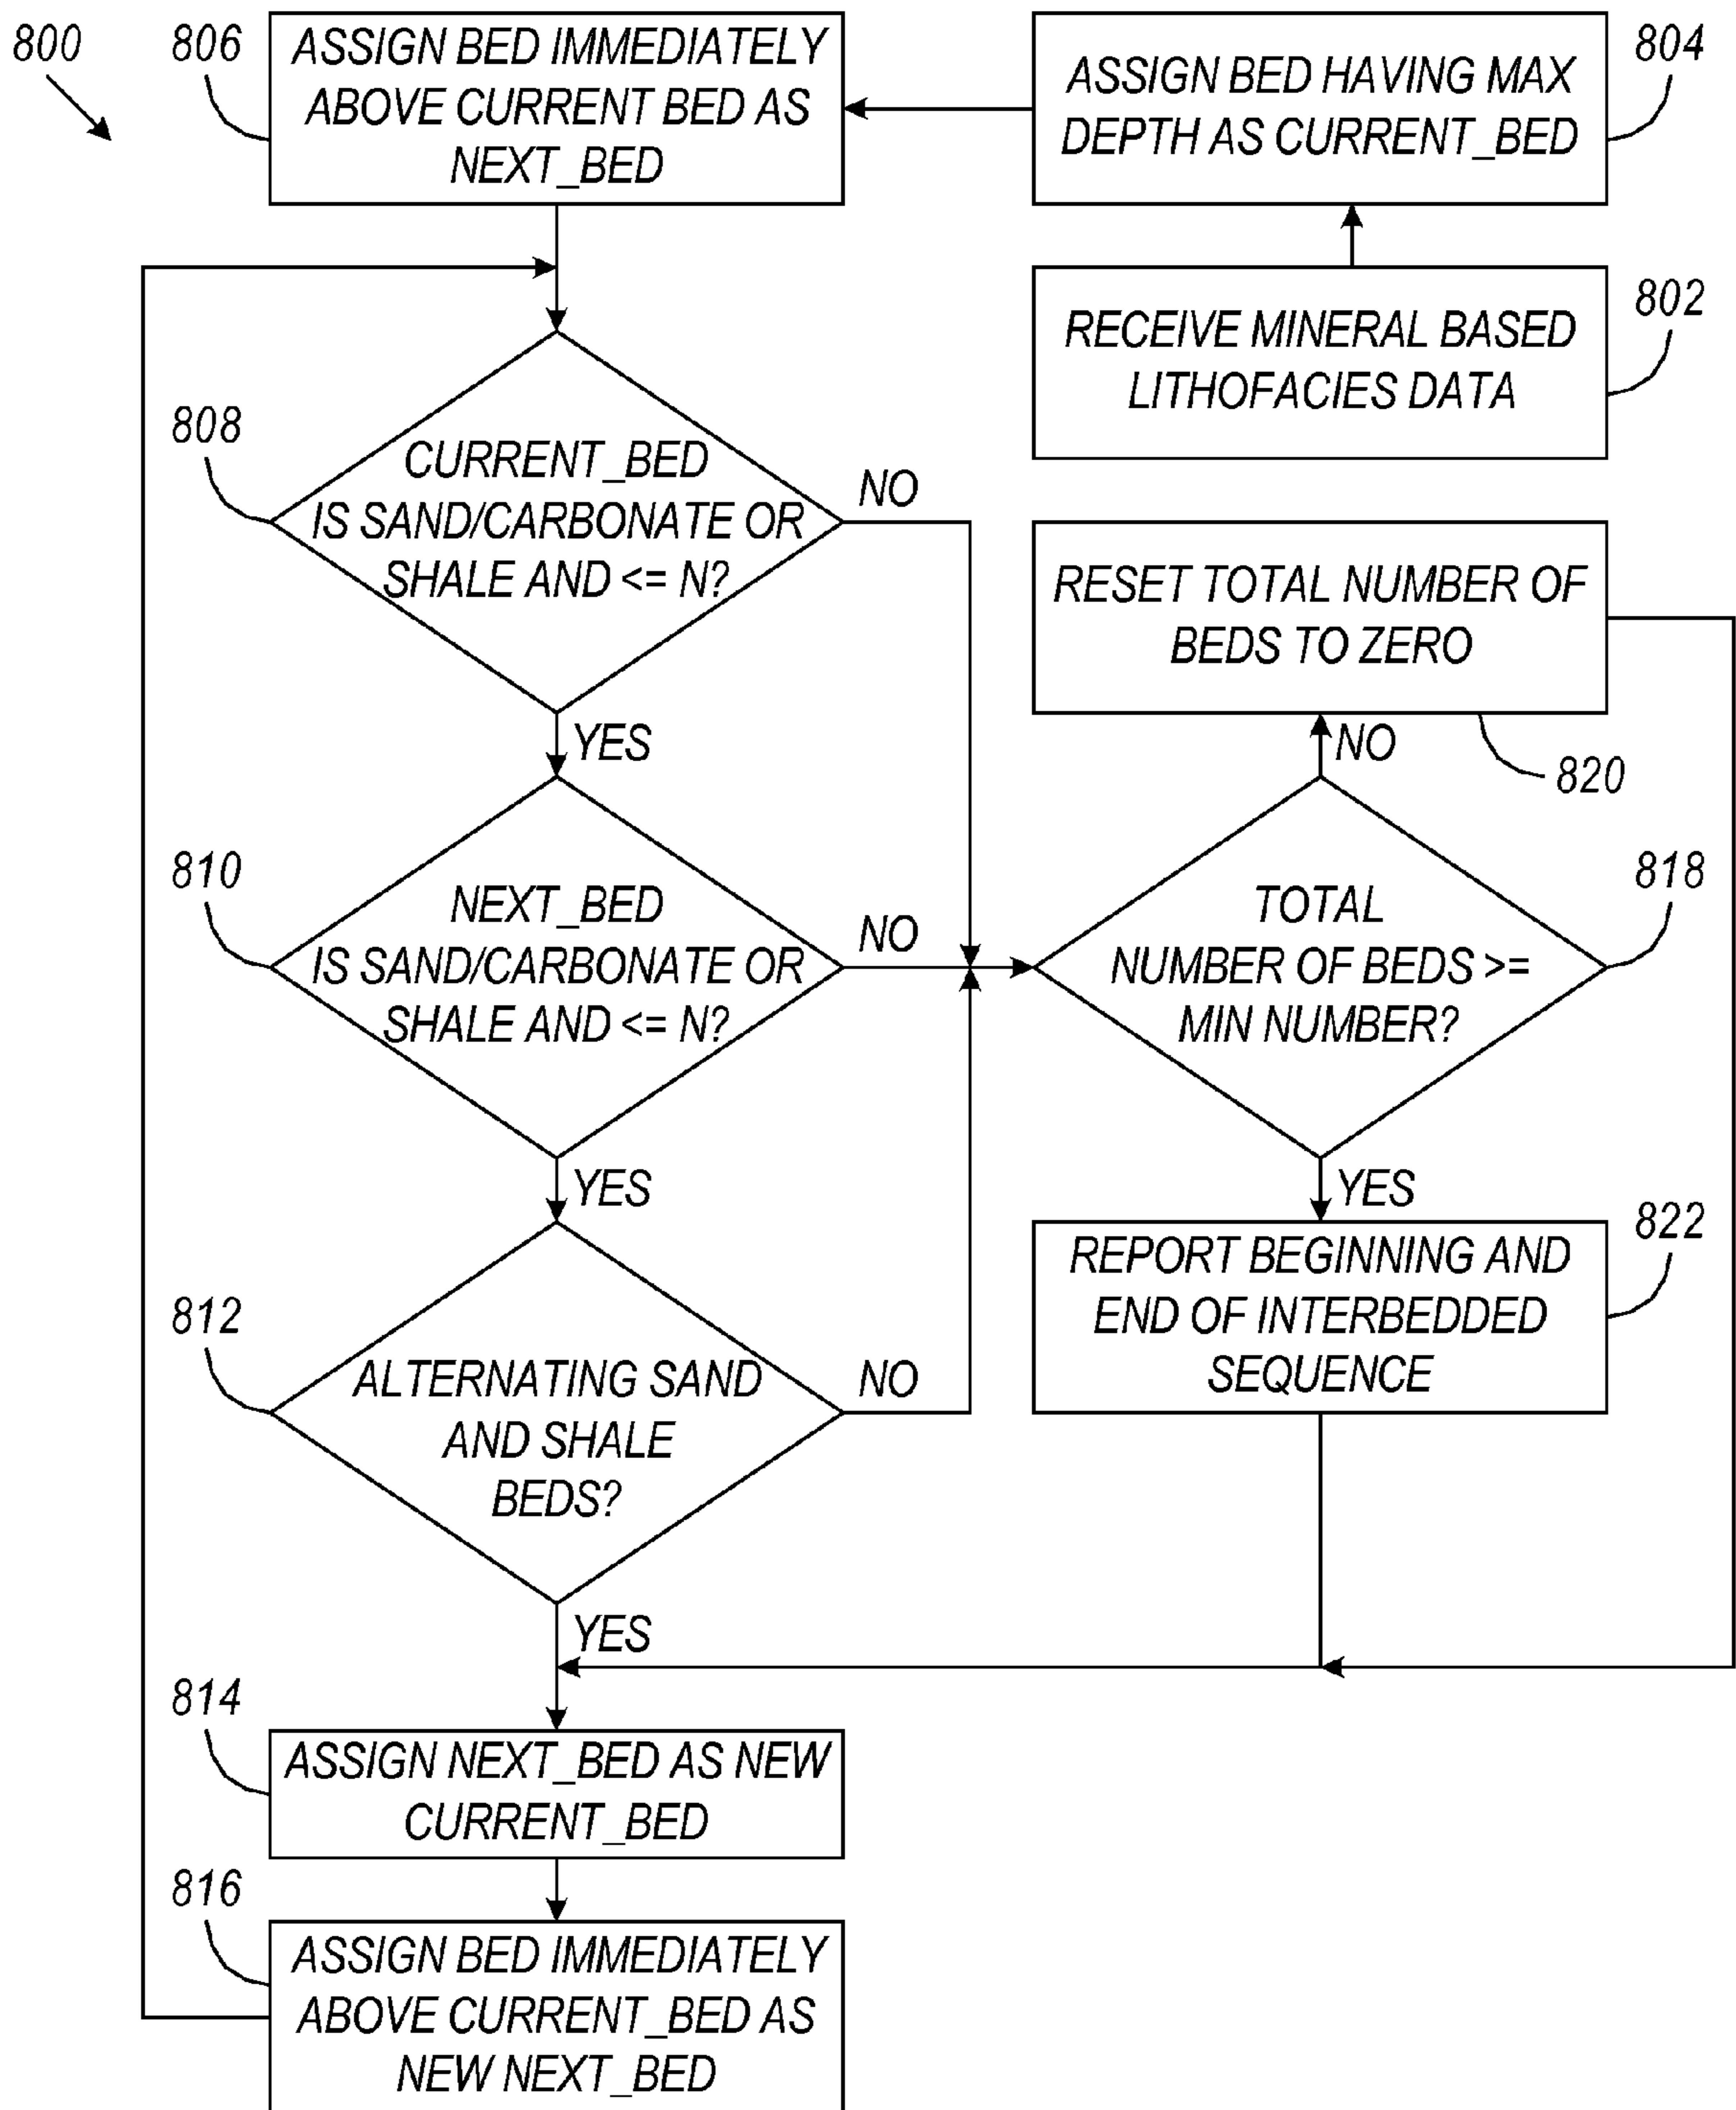 800
806
ASSIGN BED IMMEDIATELY
ABOVE CURRENT BED AS
NEXT_BED
804
ASSIGN BED HAVING MAX
DEPTH AS CURRENT_BED
802
RECEIVE MINERAL BASED
LITHOFACIES DATA
808
CURRENT_BED
IS SAND/CARBONATE OR
SHALE AND <= N?
NO
YES
RESET TOTAL NUMBER OF
BEDS TO ZERO
820
NO
810
NEXT_BED
IS SAND/CARBONATE OR
SHALE AND <= N?
NO
YES
818
TOTAL
NUMBER OF BEDS >=
MIN NUMBER?
YES
812
ALTERNATING SAND
AND SHALE
BEDS?
NO
YES
822
REPORT BEGINNING AND
END OF INTERBEDDED
SEQUENCE
814
ASSIGN NEXT_BED AS NEW
CURRENT_BED
816
ASSIGN BED IMMEDIATELY
ABOVE CURRENT_BED AS
NEW NEXT_BED